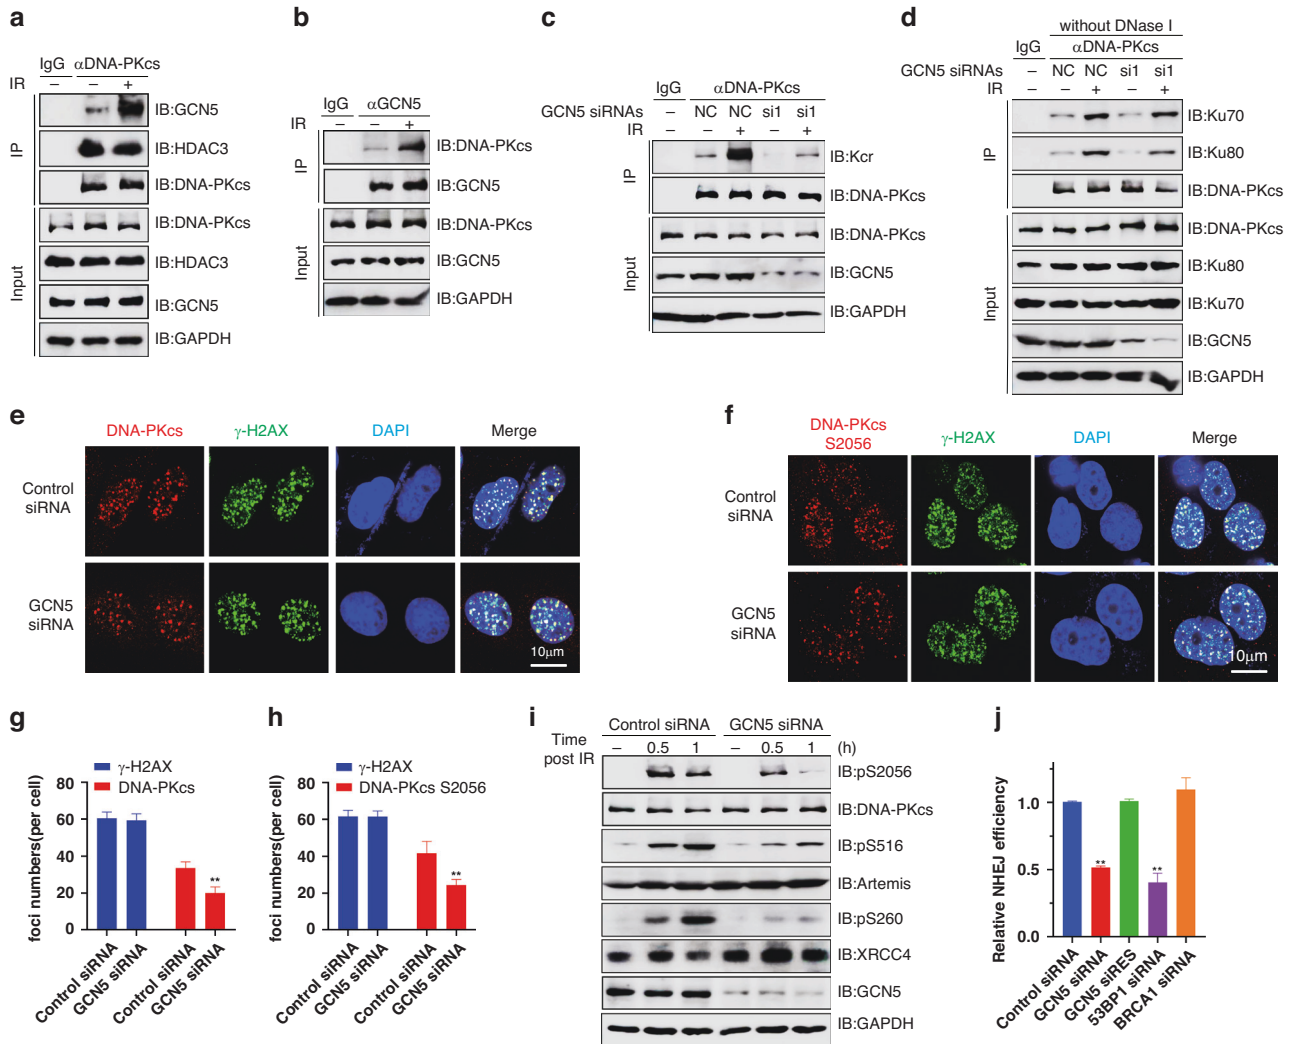 a
IgG αDNA-PKcs
IR – – +
IP
IB:GCN5
IB:HDAC3
IB:DNA-PKcs
Input
IB:DNA-PKcs
IB:HDAC3
IB:GCN5
IB:GAPDH
b
IgG αGCN5
IR – – +
IP
IB:DNA-PKcs
IB:GCN5
Input
IB:DNA-PKcs
IB:GCN5
IB:GAPDH
c
IgG αDNA-PKcs
GCN5 siRNAs – NC NC si1 si1
IR – – + – +
IP
IB:Kcr
IB:DNA-PKcs
Input
IB:DNA-PKcs
IB:GCN5
IB:GAPDH
d
without DNase I
IgG αDNA-PKcs
GCN5 siRNAs – NC NC si1 si1
IR – – + – +
IP
IB:Ku70
IB:Ku80
IB:DNA-PKcs
Input
IB:DNA-PKcs
IB:Ku80
IB:Ku70
IB:GCN5
IB:GAPDH
e
DNA-PKcs γ-H2AX DAPI Merge
Control
siRNA
GCN5
siRNA
10μm
f
DNA-PKcs
S2056 γ-H2AX DAPI Merge
Control
siRNA
GCN5
siRNA
10μm
g
γ-H2AX
DNA-PKcs
foci numbers(per cell)
80
60
40
20
0
**
Control siRNA
GCN5 siRNA
Control siRNA
GCN5 siRNA
h
γ-H2AX
DNA-PKcs S2056
foci numbers(per cell)
80
60
40
20
0
**
Control siRNA
GCN5 siRNA
Control siRNA
GCN5 siRNA
i
Control siRNA GCN5 siRNA
Time
post IR
– 0.5 1 – 0.5 1 (h)
IB:pS2056
IB:DNA-PKcs
IB:pS516
IB:Artemis
IB:pS260
IB:XRCC4
IB:GCN5
IB:GAPDH
j
Relative NHEJ efficiency
1.0
0.5
0.0
**
**
Control siRNA
GCN5 siRNA
GCN5 siRES
53BP1 siRNA
BRCA1 siRNA